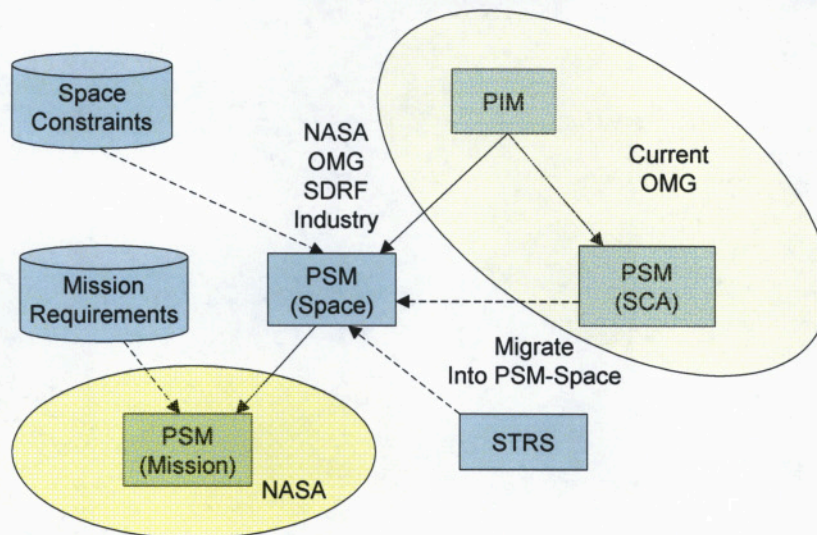 Space
Constraints
PIM
NASA
OMG
SDRF
Industry
Current
OMG
Mission
Requirements
PSM
(Space)
PSM
(SCA)
Migrate
Into PSM-Space
PSM
(Mission)
STRS
NASA